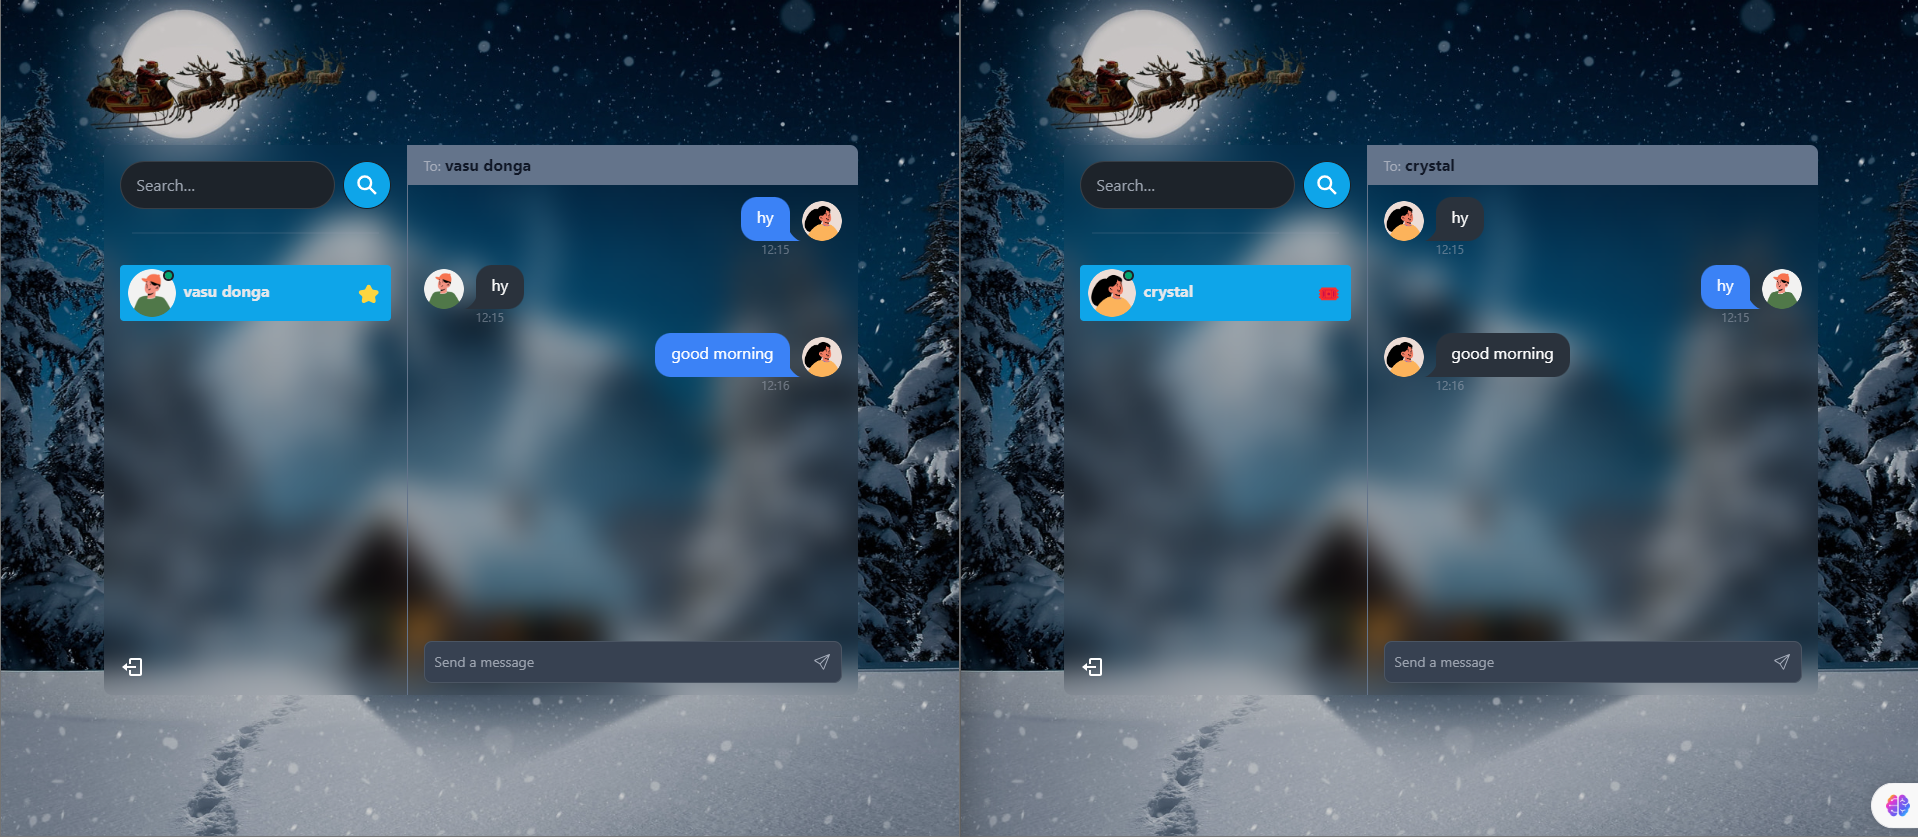 Search...
vasu donga
To: vasu donga
hy
12:15
hy
12:15
good morning
12:16
Send a message
Search...
crystal
To: crystal
hy
12:15
hy
12:15
good morning
12:16
Send a message